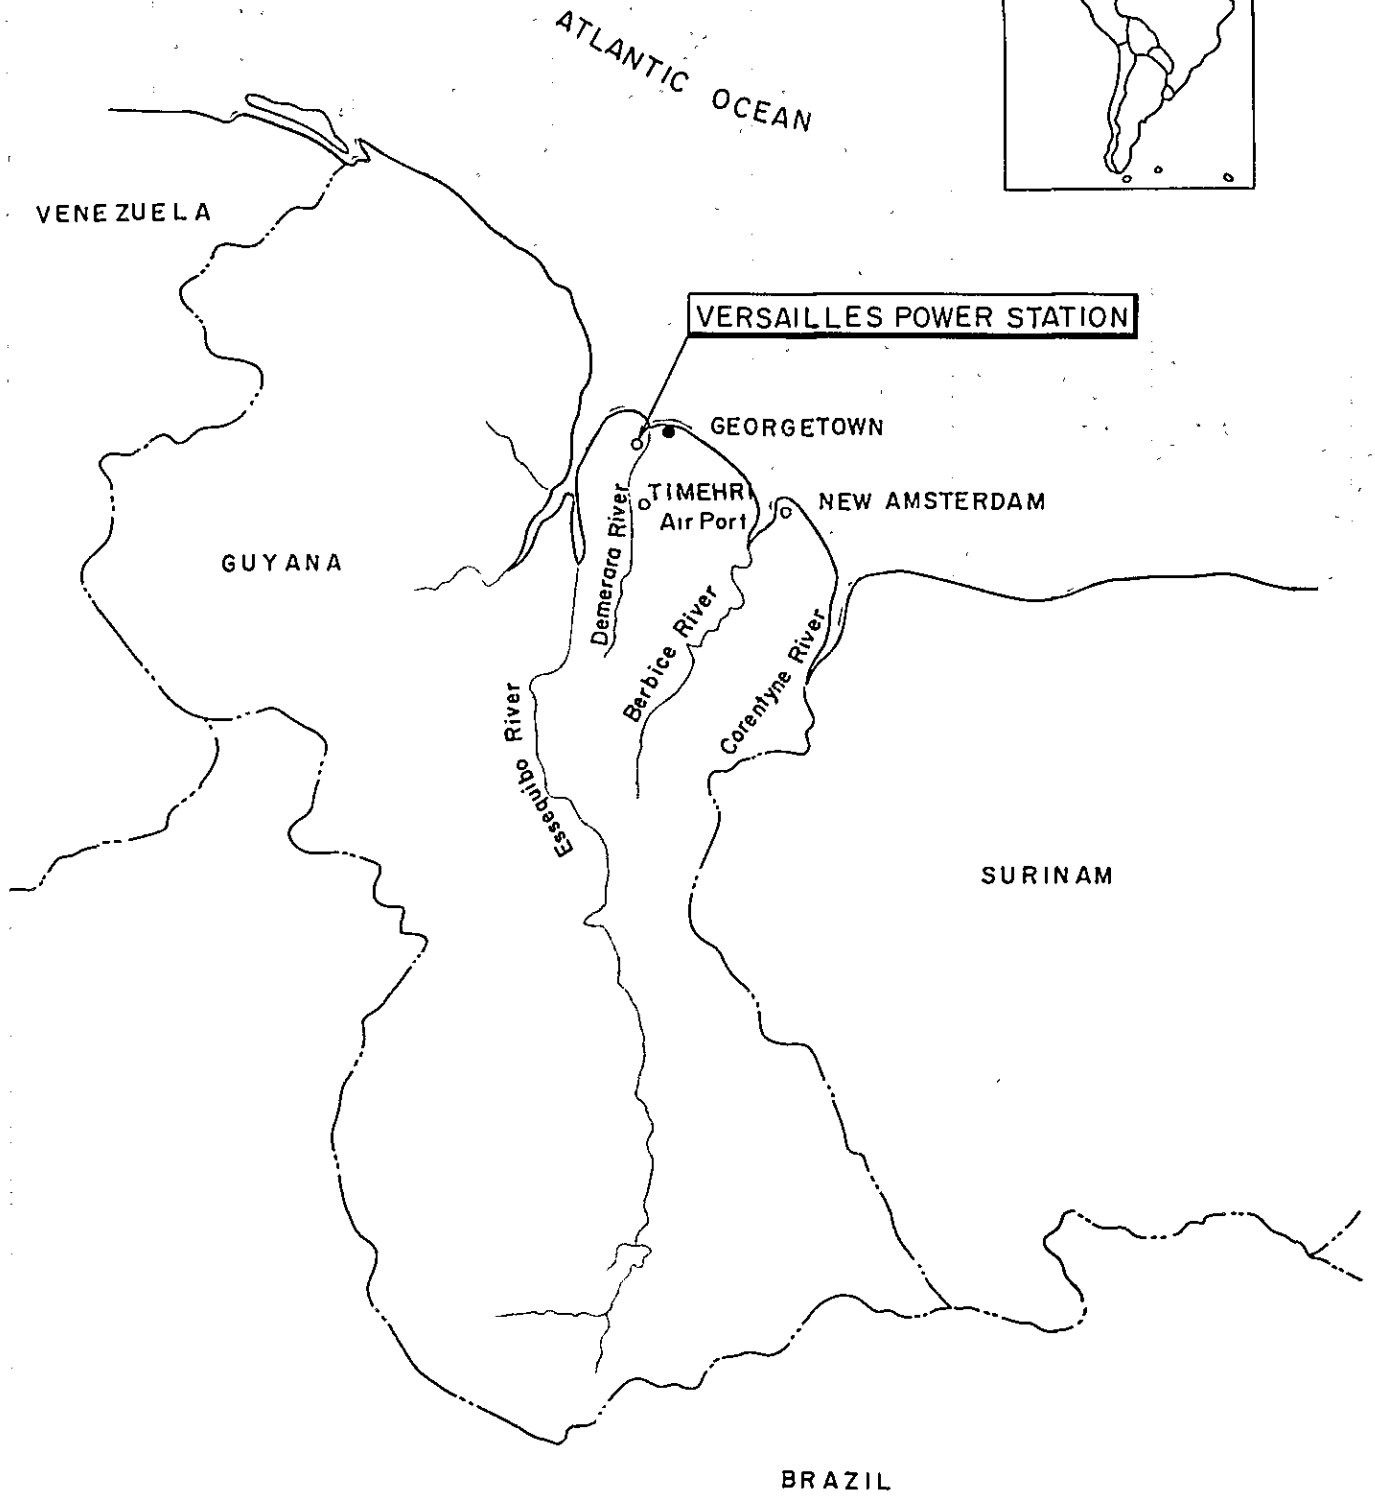 ATLANTIC OCEAN
VENEZUELA
VERSAILLES POWER STATION
GEORGETOWN
TIMEHRI
Air Port
NEW AMSTERDAM
GUYANA
Demerara River
Berbice River
Corentyne River
Essequibo River
SURINAM
BRAZIL